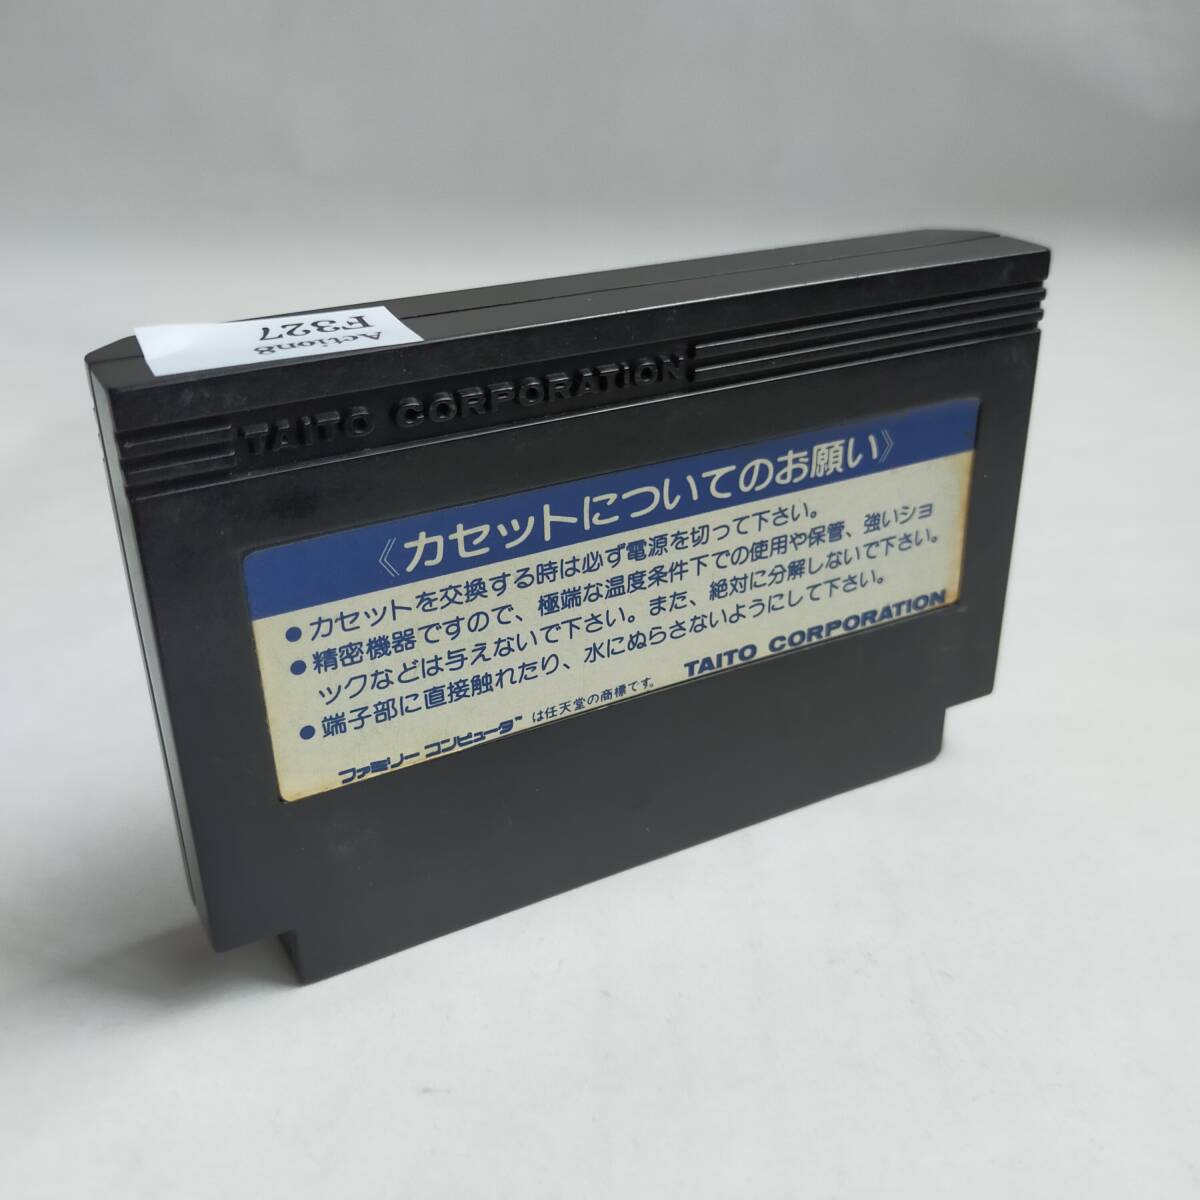 Action8
F327
TAITO CORPORATION
《カセットについてのお願い》
●カセットを交換する時は必ず電源を切って下さい。
●精密機器ですので、極端な温度条件下での使用や保管、強いショ
ックなどは与えないで下さい。また、絶対に分解しないで下さい。
●端子部に直接触れたり、水にぬらさないようにして下さい。
TAITO CORPORATION
ファミリーコンピュータ™は任天堂の商標です。